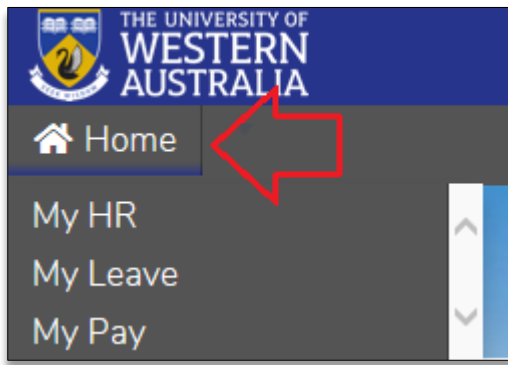 THE UNIVERSITY OF
WESTERN
AUSTRALIA
Home
My HR
My Leave
My Pay